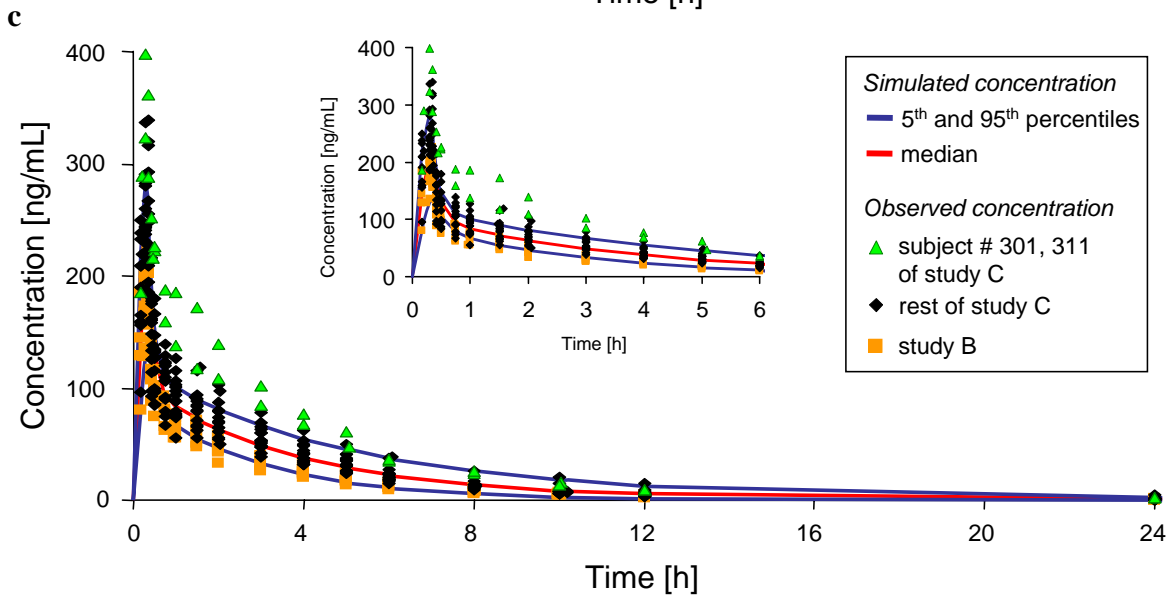 Time [h]
c
400
300
200
100
0
Concentration [ng/mL]
0
4
8
12
16
20
24
Time [h]
400
300
200
100
0
Concentration [ng/mL]
0
1
2
3
4
5
6
Time [h]
Simulated concentration
5th and 95th percentiles
median
Observed concentration
subject # 301, 311
of study C
rest of study C
study B